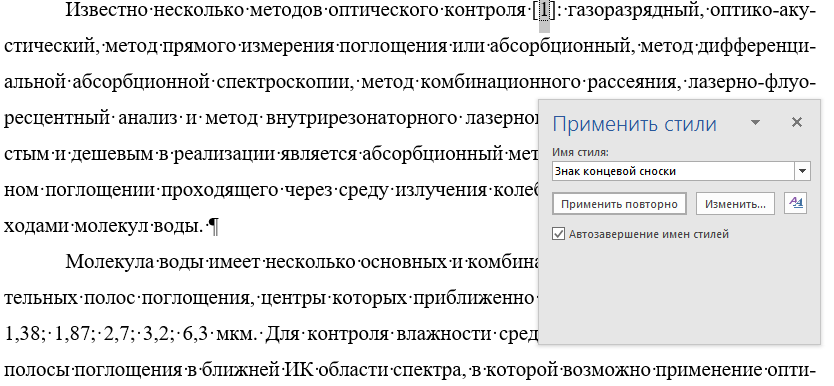 Известно несколько методов оптического контроля [1]: газоразрядный, оптико-аку-
стический, метод прямого измерения поглощения или абсорбционный, метод дифференци-
альной абсорбционной спектроскопии, метод комбинационного рассеяния, лазерно-флуо-
ресцентный анализ и метод внутрирезонаторного лазерног
стым и дешевым в реализации является абсорбционный мет
ном поглощении проходящего через среду излучения колеб
ходами молекул воды. ¶
Молекула воды имеет несколько основных и комбина
тельных полос поглощения, центры которых приближенно
1,38; 1,87; 2,7; 3,2; 6,3 мкм. Для контроля влажности сред
полосы поглощения в ближней ИК области спектра, в которой возможно применение опти-
Применить стили
Имя стиля:
Знак концевой сноски
Применить повторно
Изменить...
Автозавершение имен стилей